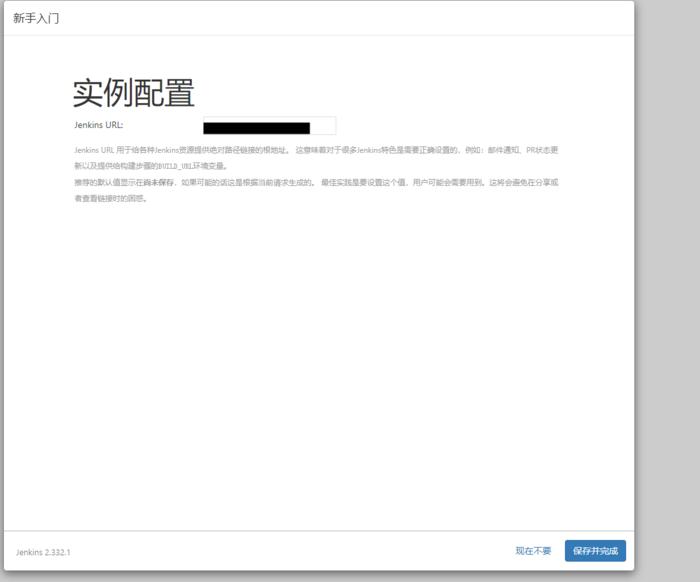 新手入门
实例配置
Jenkins URL:
Jenkins URL 用于给各种Jenkins资源提供绝对路径链接的根地址。 这意味着对于很多Jenkins特色是需要正确设置的，例如：邮件通知、PR状态更
新以及提供给构建步骤的BUILD_URL环境变量。
推荐的默认值显示在尚未保存，如果可能的话这是根据当前请求生成的。 最佳实践是要设置这个值，用户可能会需要用到。这将会避免在分享或
者查看链接时的困惑。
Jenkins 2.332.1
现在不要
保存并完成